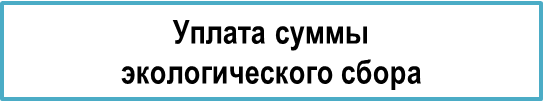 Уплата суммы
экологического сбора